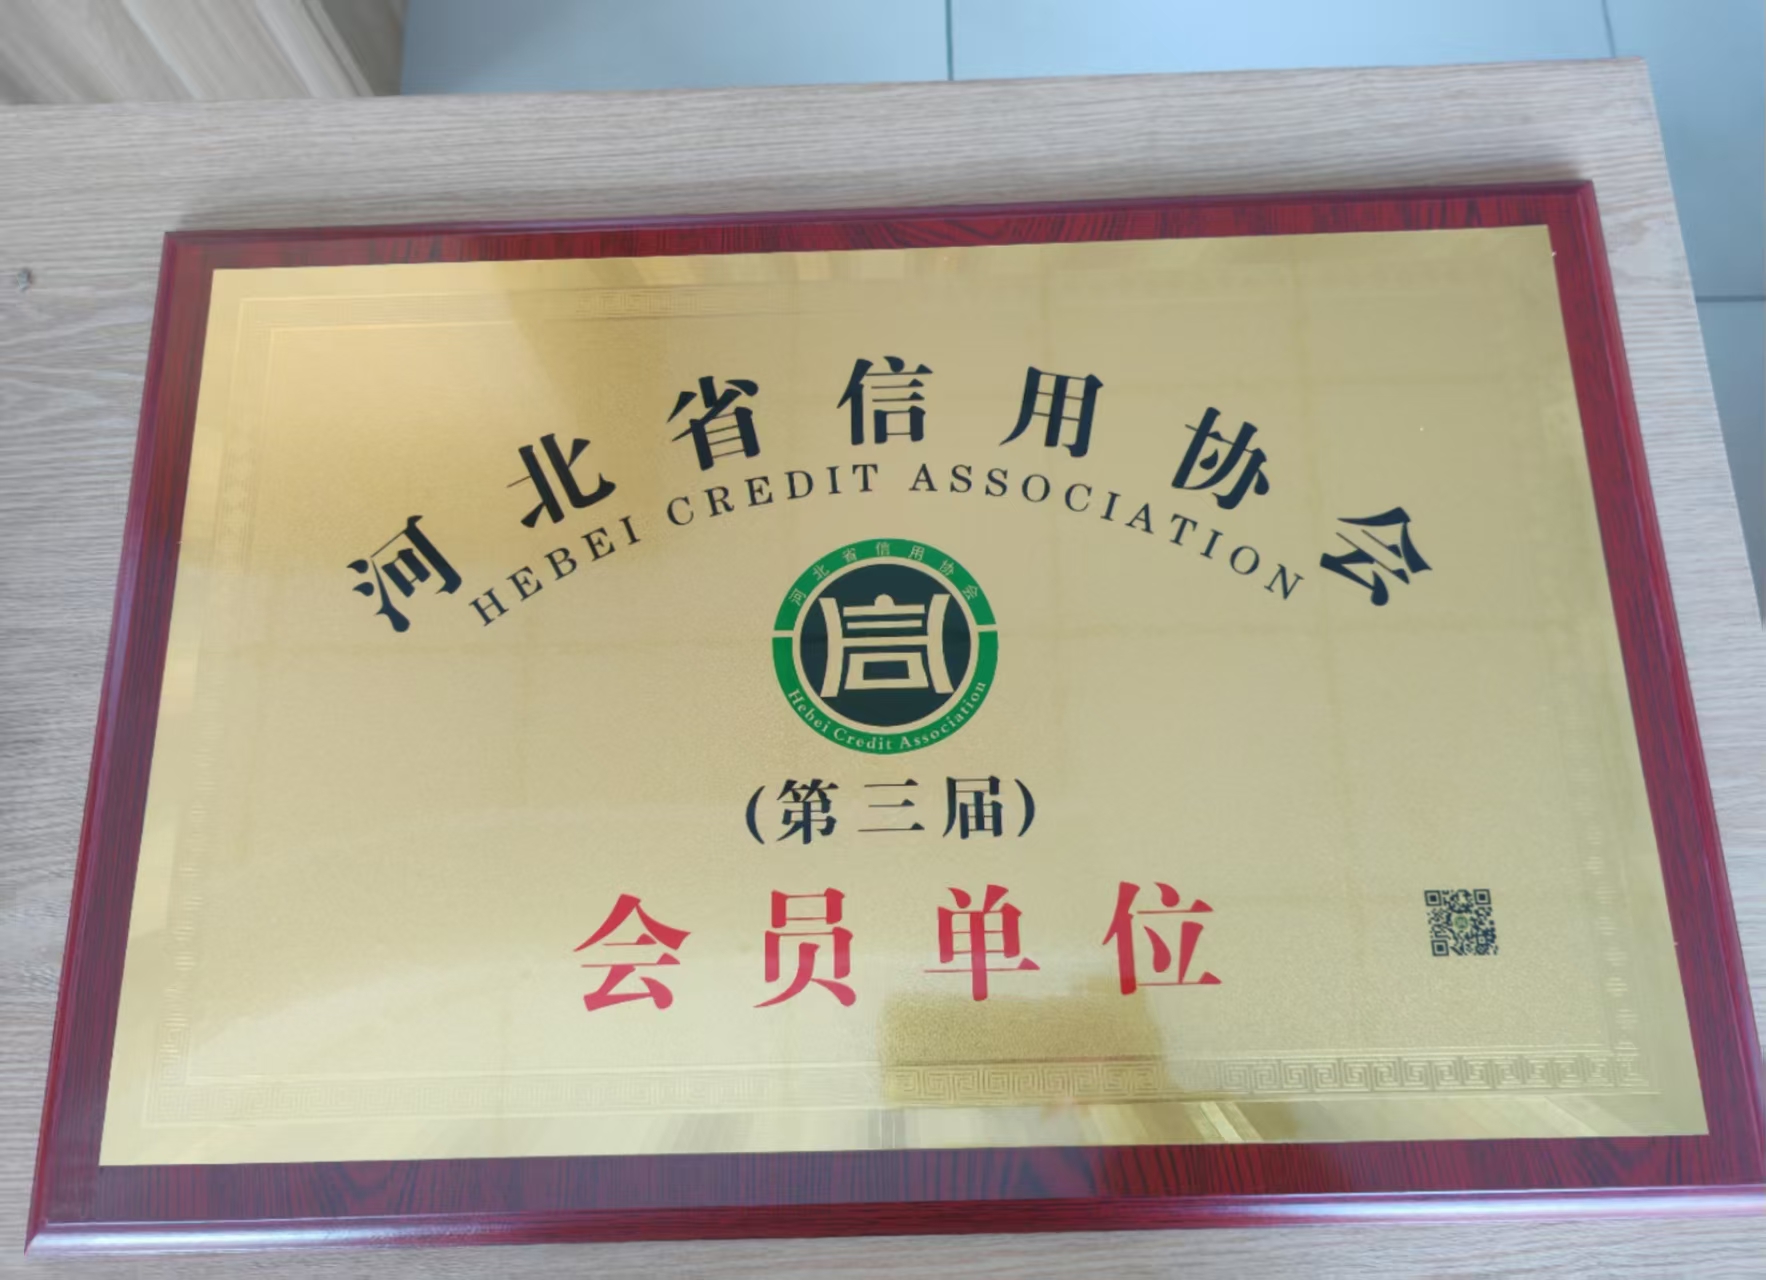 河北省信用协会
HEBEI CREDIT ASSOCIATION
河北省信用协会
信
Hebei Credit Association
(第三届)
会员单位